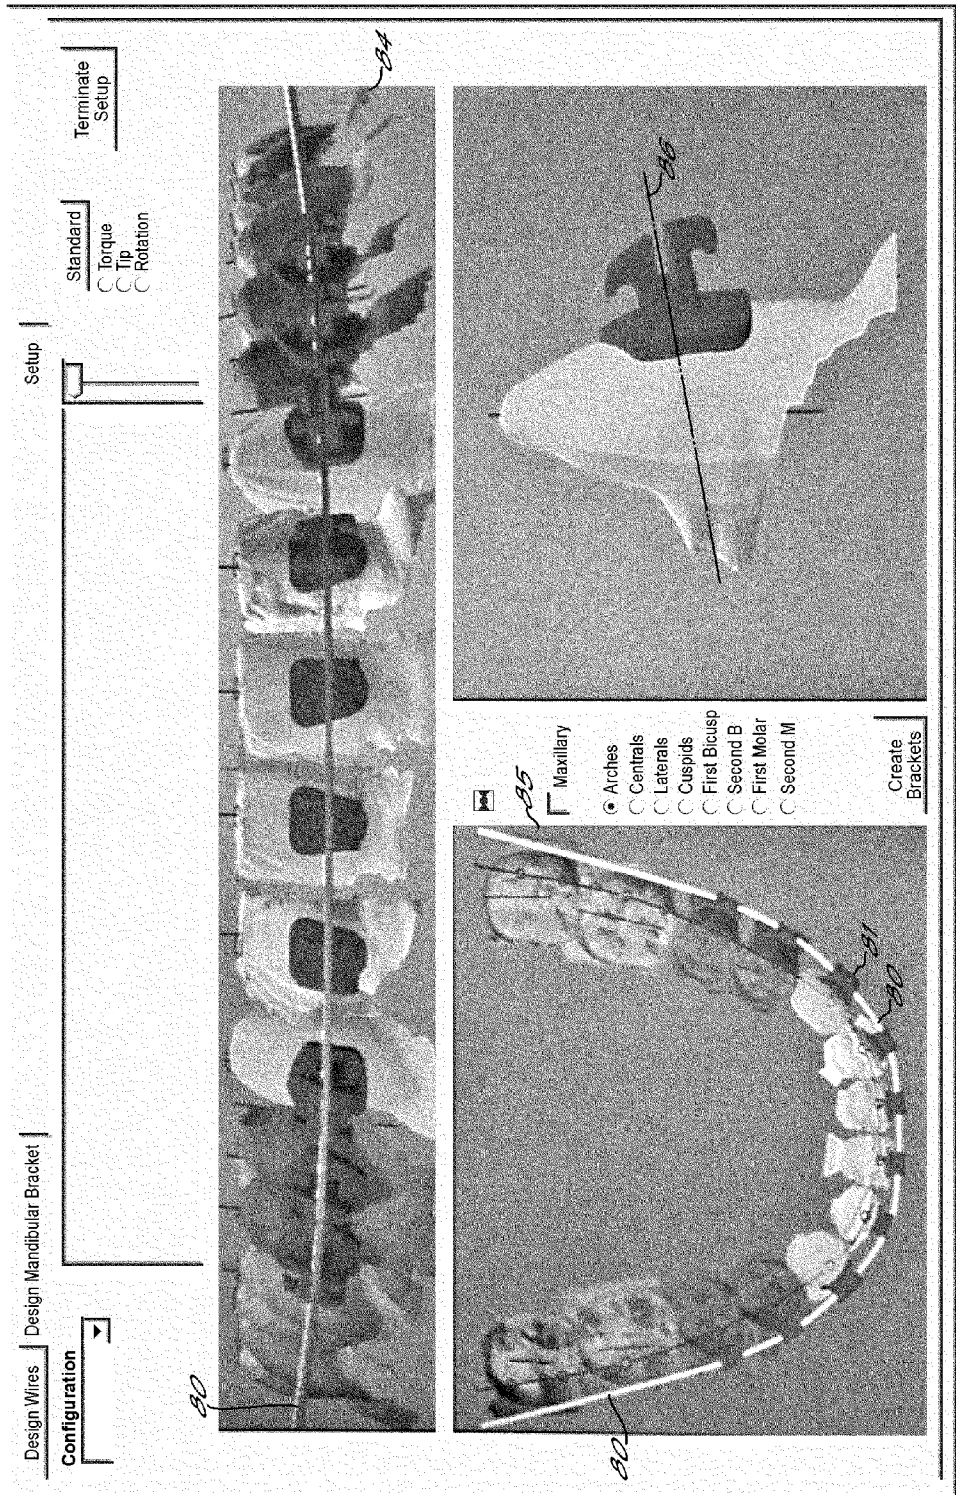 Design Wires
Design Mandibular Bracket
Setup
Configuration
Standard
Torque
Tip
Rotation
Terminate
Setup
80
84
80
85
81
80
Maxillary
Arches
Centrals
Laterals
Cuspids
First Bicusp
Second B
First Molar
Second M
Create
Brackets
86